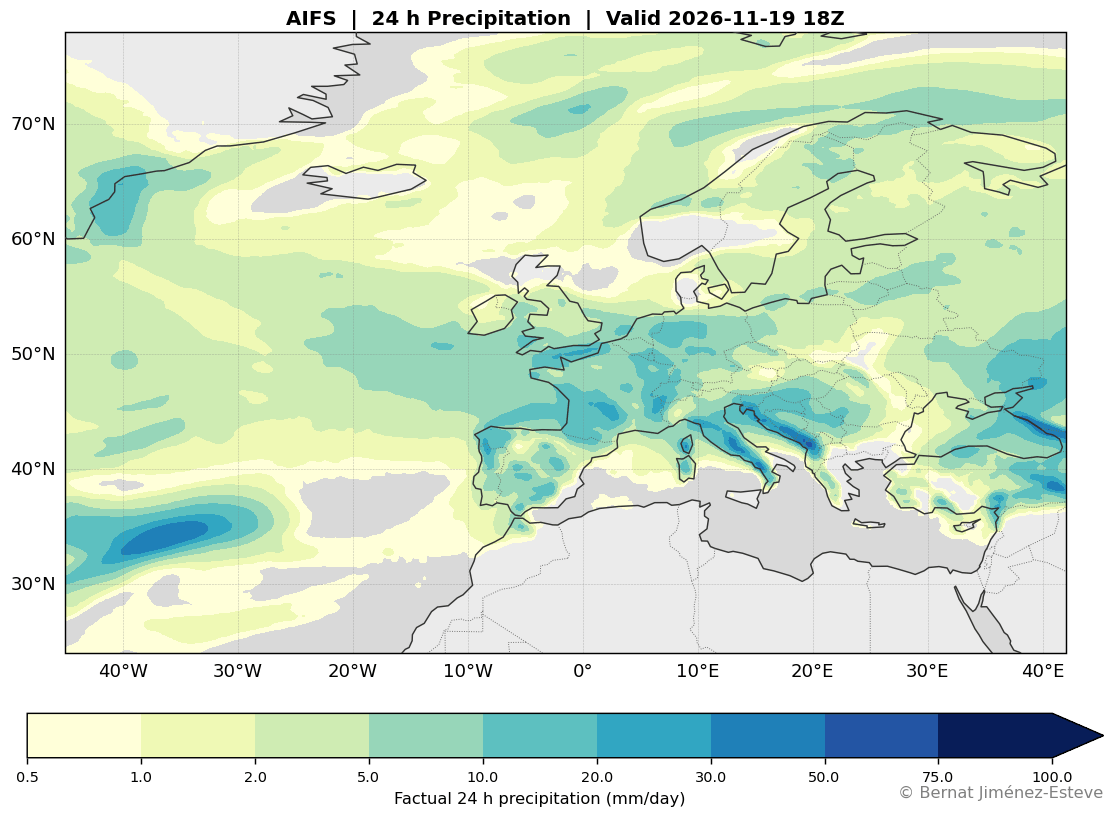 AIFS | 24 h Precipitation | Valid 2026-11-19 18Z
70°N
60°N
50°N
40°N
30°N
40°W 30°W 20°W 10°W 0° 10°E 20°E 30°E 40°E
0.5 1.0 2.0 5.0 10.0 20.0 30.0 50.0 75.0 100.0
Factual 24 h precipitation (mm/day)
© Bernat Jiménez-Esteve